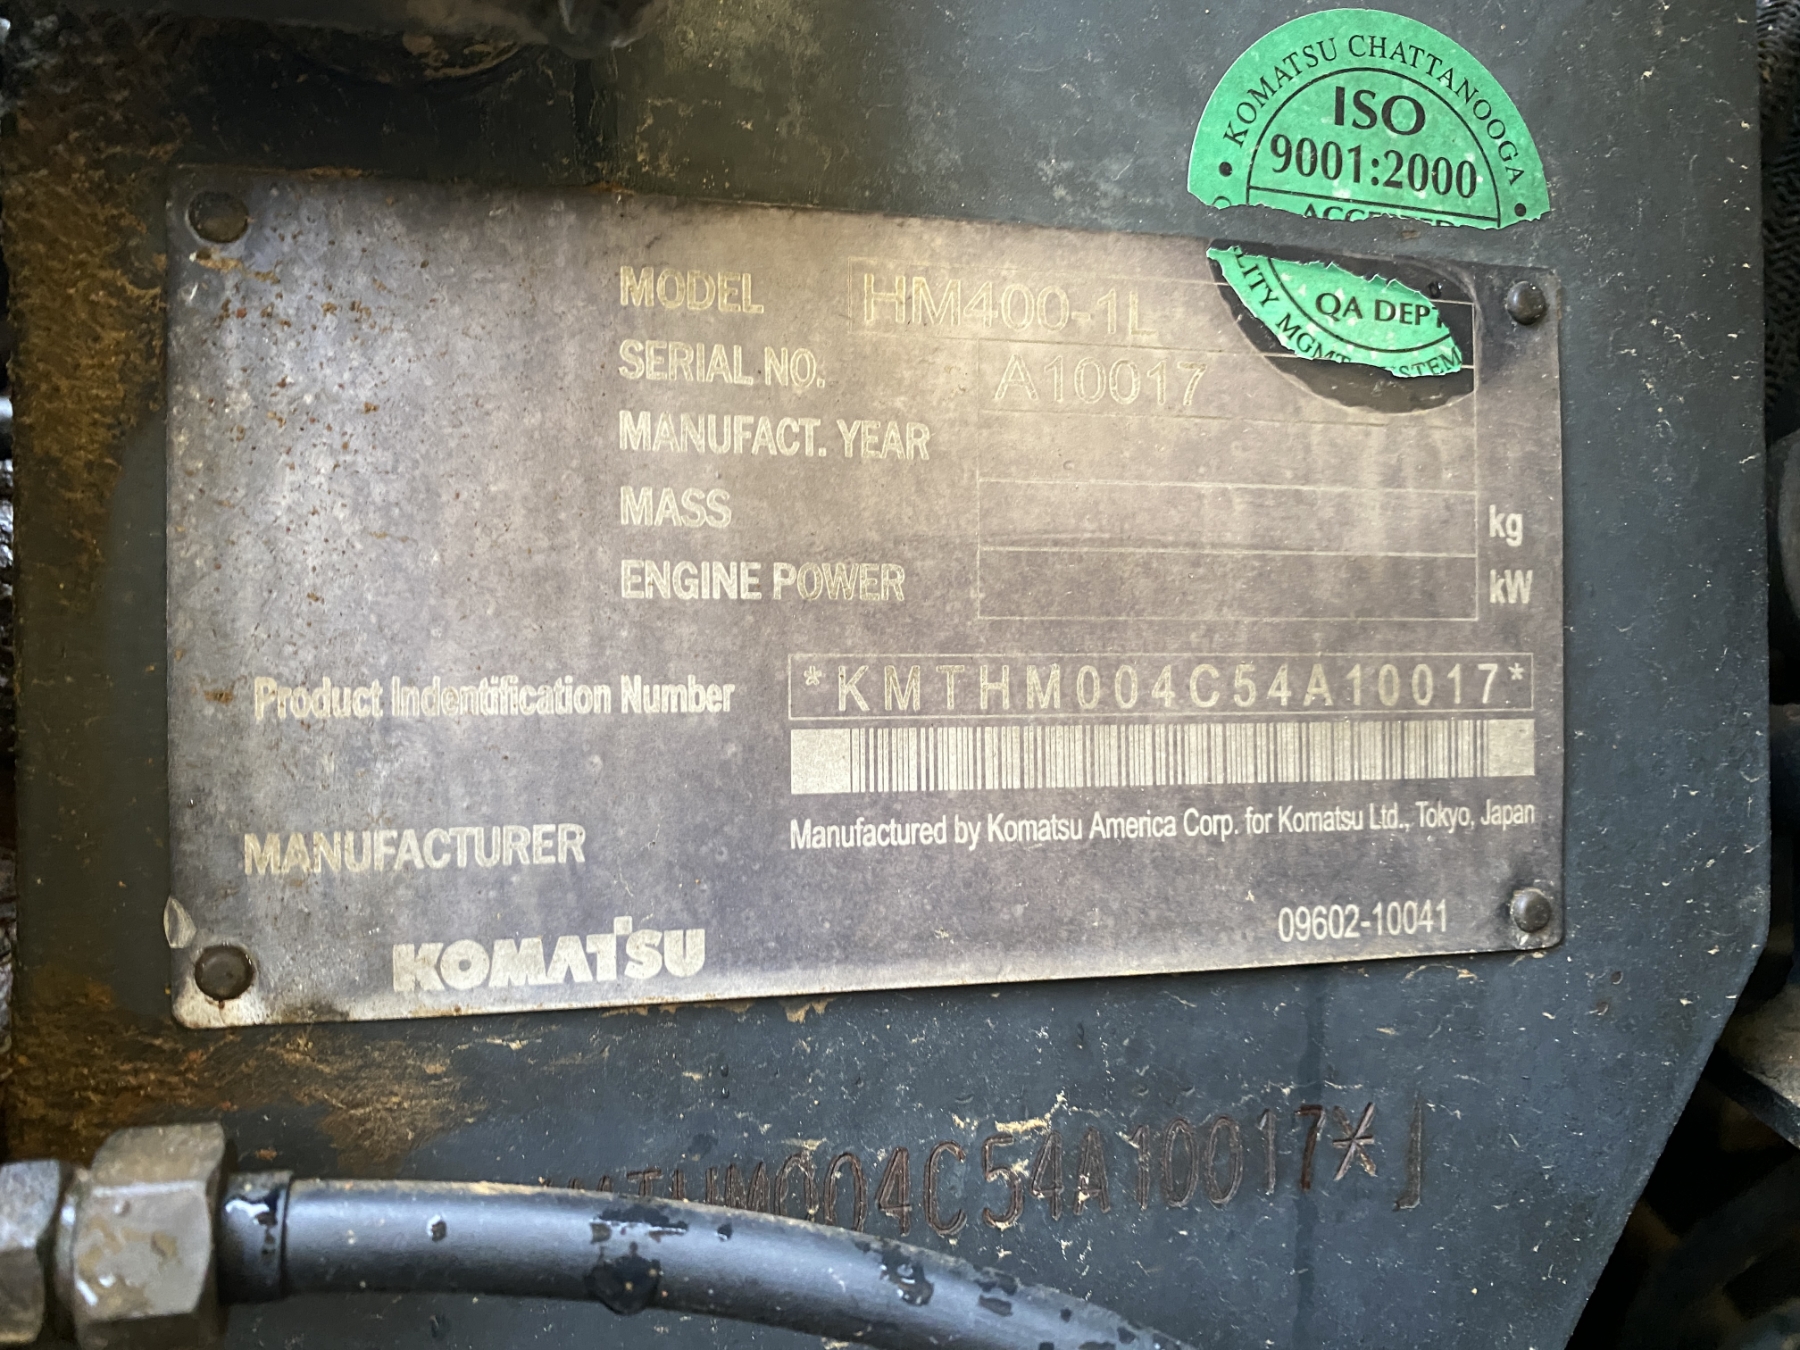 KOMATSU CHATTANOOGA
ISO
9001:2000
QA DEPT
MGMT
MODEL HM400-1L
SERIAL NO. A10017
MANUFACT. YEAR
MASS kg
ENGINE POWER kW
Product Indentification Number *KMTHM004C54A10017*
Manufactured by Komatsu America Corp. for Komatsu Ltd., Tokyo, Japan
MANUFACTURER
09602-10041
KOMATSU
MTHM004C54A10017*